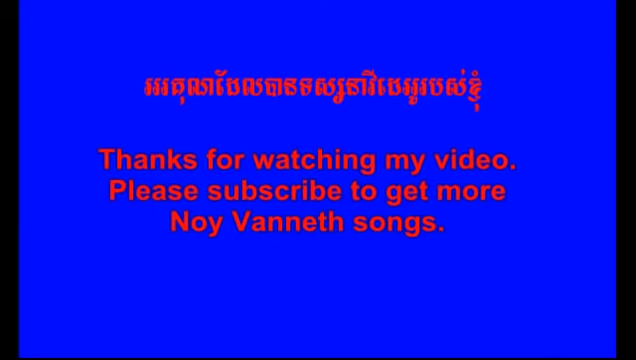 អរគុណដែលបានទស្សនាវីដេអូរបស់ខ្ញុំ
Thanks for watching my video.
Please subscribe to get more
Noy Vanneth songs.